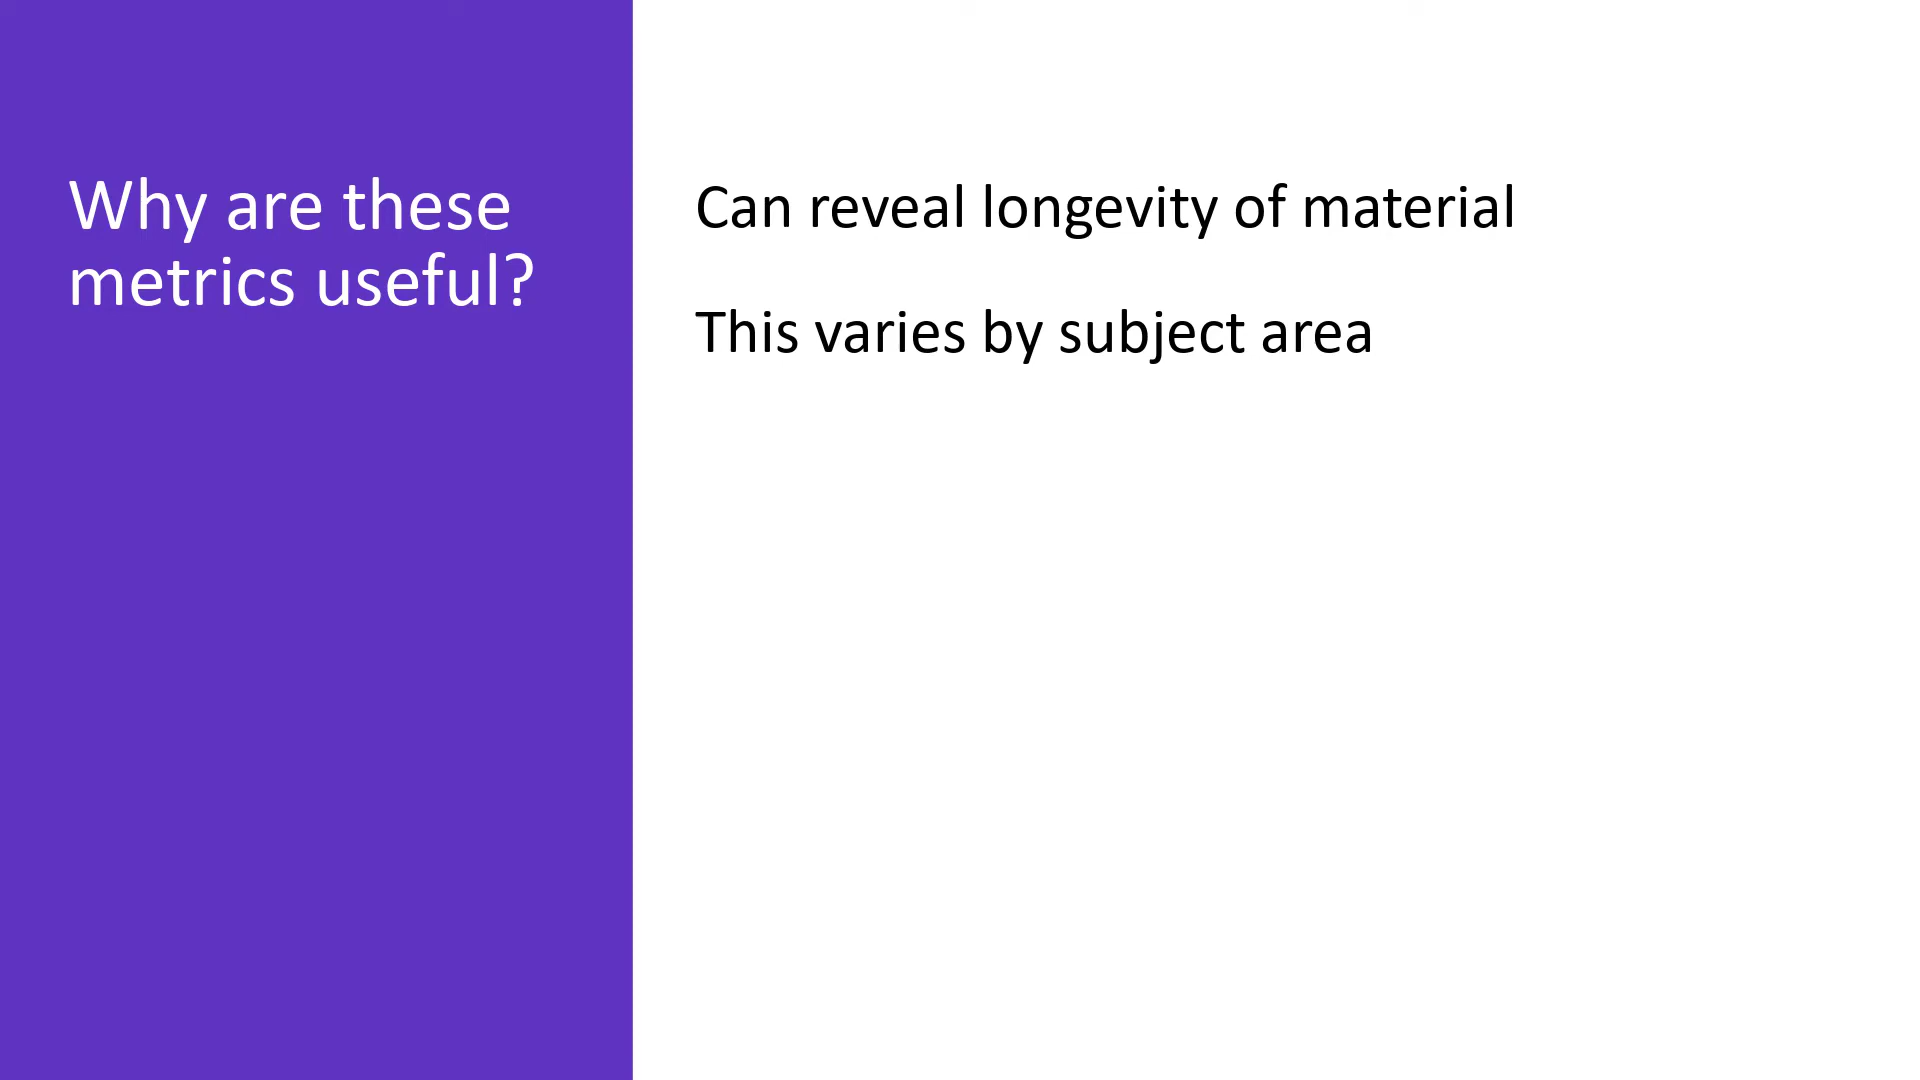 Why are these
metrics useful?
Can reveal longevity of material
This varies by subject area